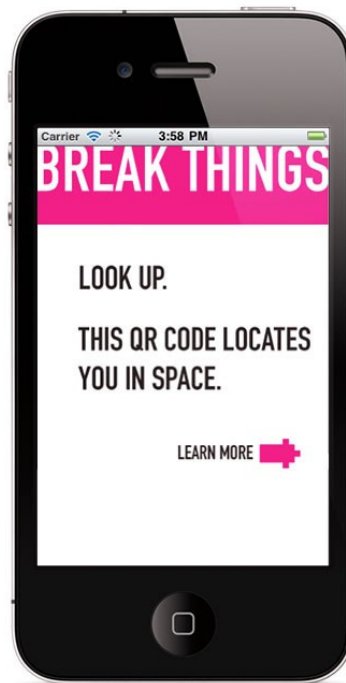 Carrier 3:58 PM
BREAK THINGS
LOOK UP.
THIS QR CODE LOCATES
YOU IN SPACE.
LEARN MORE